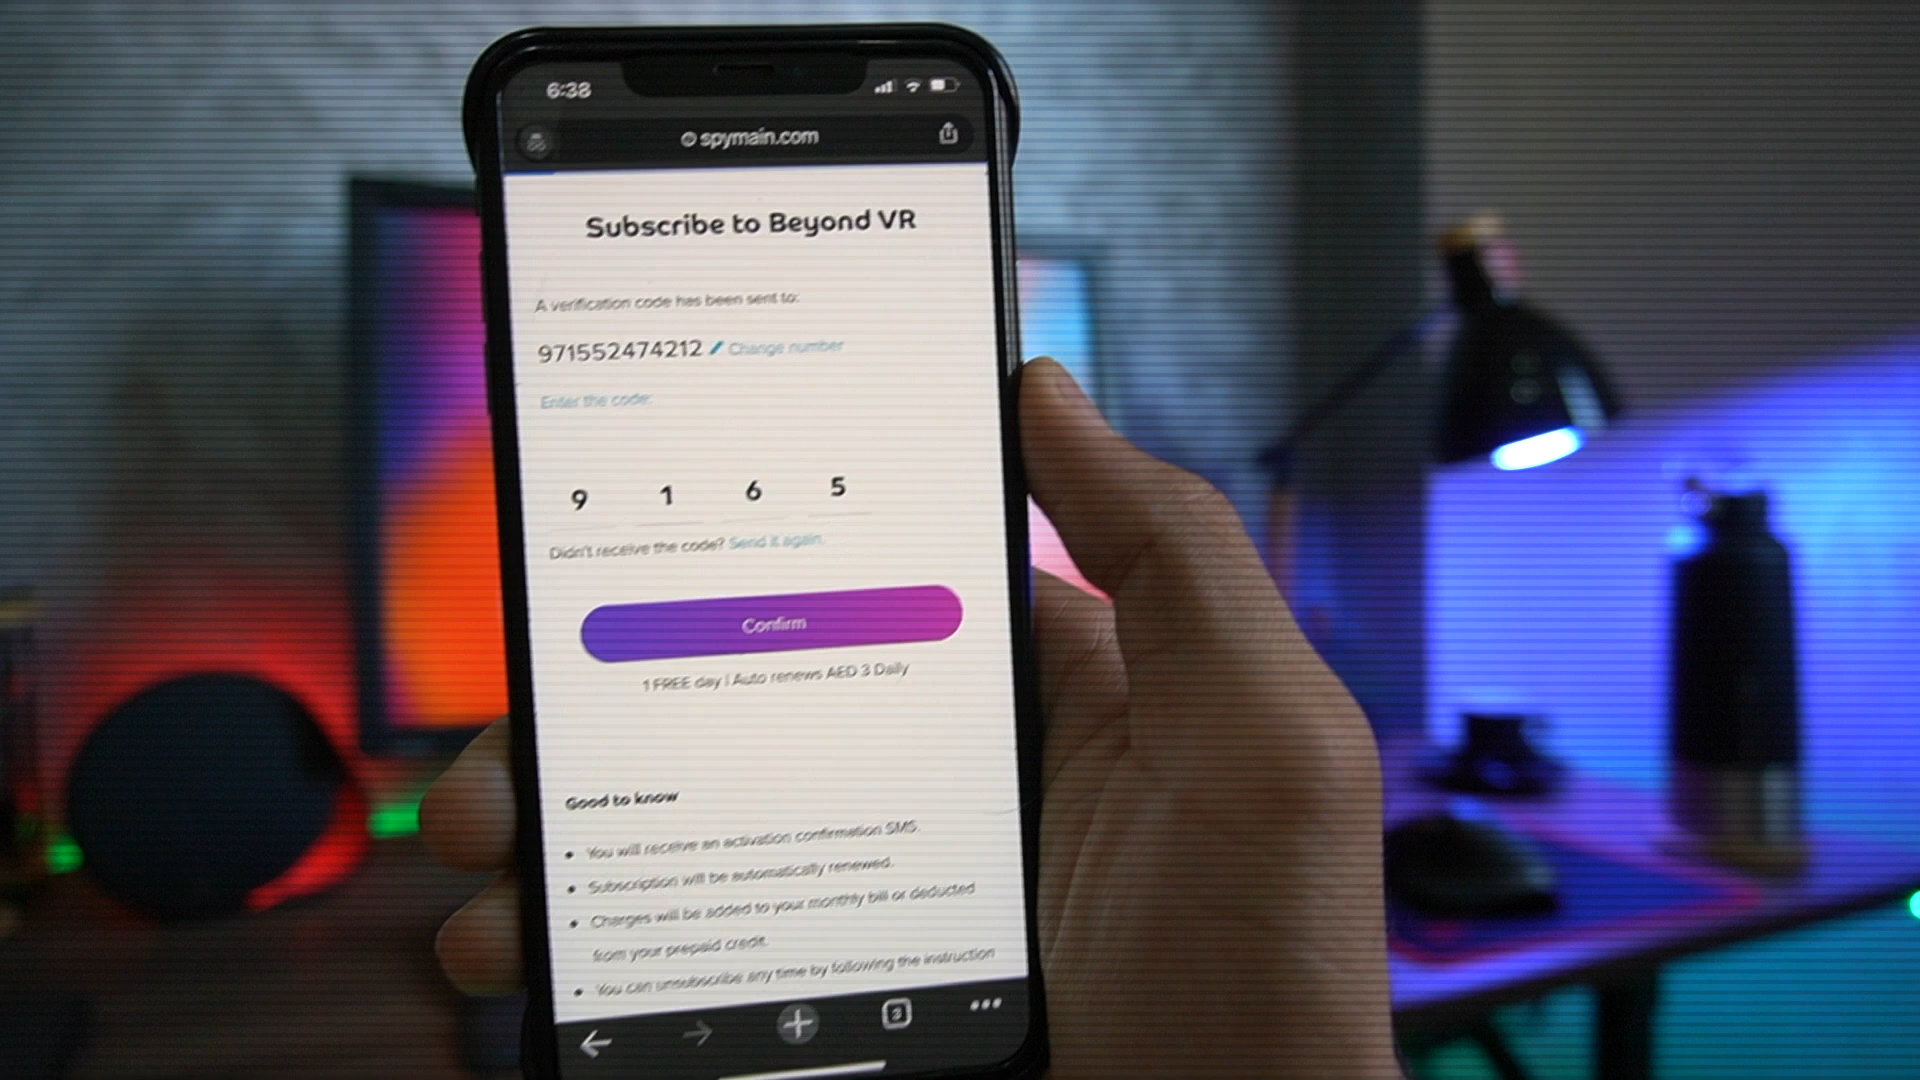 6:38
spymain.com
Subscribe to Beyond VR
A verification code has been sent to:
971552474212 Change number
Enter the code:
9 1 6 5
Didn't receive the code? Send it again.
Confirm
1 FREE day | Auto renews AED 3 Daily
Good to know
• You will receive an activation confirmation SMS.
• Subscription will be automatically renewed.
• Charges will be added to your monthly bill or deducted
from your prepaid credit.
• You can unsubscribe any time by following the instruction